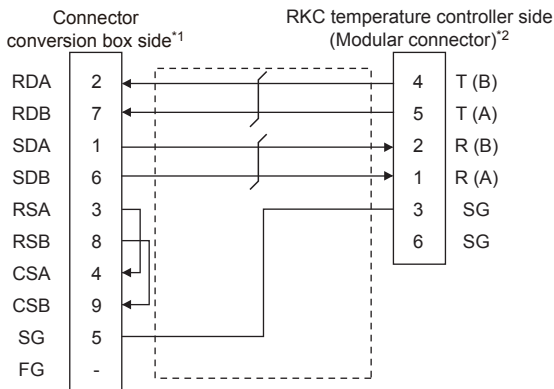 Connector
conversion box side*1
RKC temperature controller side
(Modular connector)*2
RDA 2 4 T (B)
RDB 7 5 T (A)
SDA 1 2 R (B)
SDB 6 1 R (A)
RSA 3 3 SG
RSB 8 6 SG
CSA 4
CSB 9
SG 5
FG -